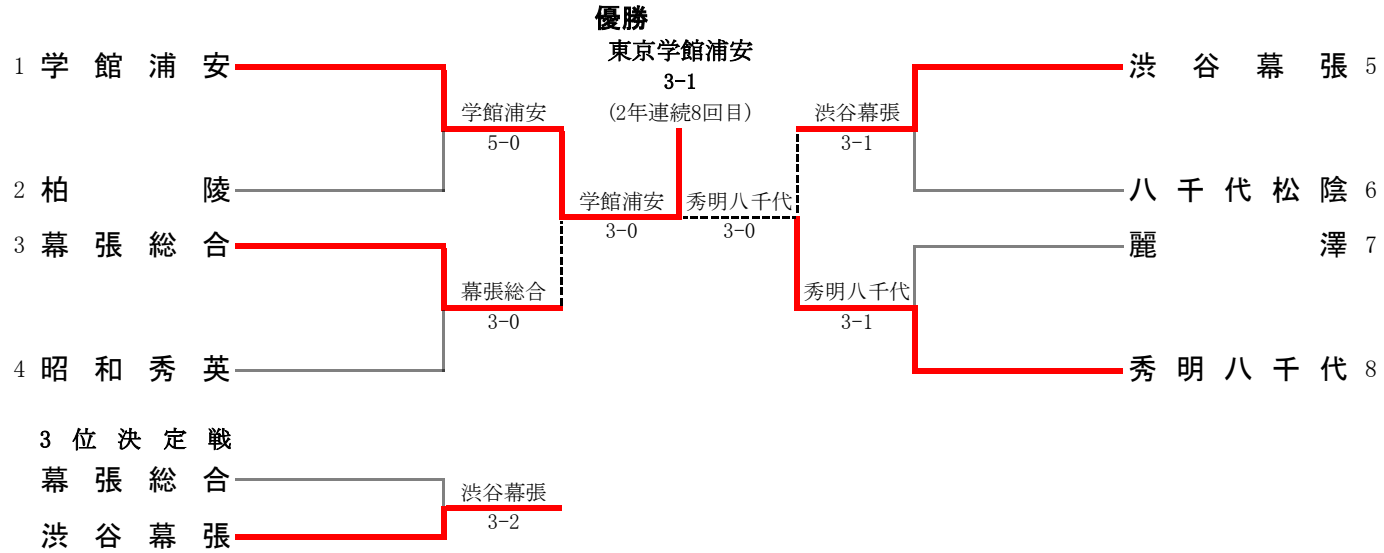 優勝
東京学館浦安
3-1
(2年連続8回目)
1 学館浦安
学館浦安
5-0
2 柏陵
学館浦安
3-0
3 幕張総合
幕張総合
3-0
4 昭和秀英
渋谷幕張 5
渋谷幕張
3-1
八千代松陰 6
秀明八千代
3-0
麗澤 7
秀明八千代
3-1
秀明八千代 8
3位決定戦
幕張総合
渋谷幕張
3-2
渋谷幕張